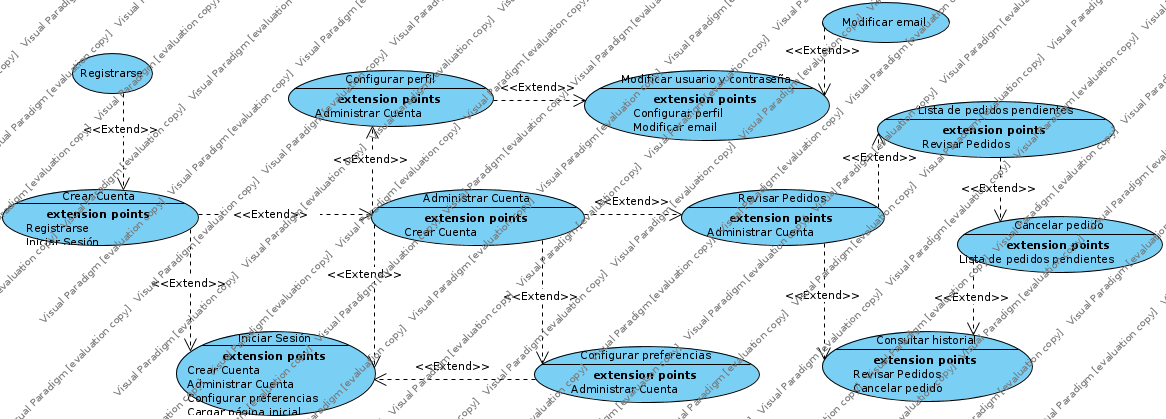 Modificar email
<<Extend>>
Registrarse
<<Extend>>
Configurar perfil
extension points
Administrar Cuenta
<<Extend>>
Modificar usuario y contraseña
extension points
Configurar perfil
Modificar email
Lista de pedidos pendientes
extension points
Revisar Pedidos
<<Extend>>
<<Extend>>
<<Extend>>
Crear Cuenta
extension points
Registrarse
Iniciar Sesión
<<Extend>>
Administrar Cuenta
extension points
Crear Cuenta
<<Extend>>
Revisar Pedidos
extension points
Administrar Cuenta
Cancelar pedido
extension points
Lista de pedidos pendientes
<<Extend>>
<<Extend>>
<<Extend>>
<<Extend>>
<<Extend>>
Iniciar Sesión
extension points
Crear Cuenta
Administrar Cuenta
Configurar preferencias
Cargar página inicial
<<Extend>>
Configurar preferencias
extension points
Administrar Cuenta
Consultar historial
extension points
Revisar Pedidos
Cancelar pedido
Visual Paradigm [evaluation copy]